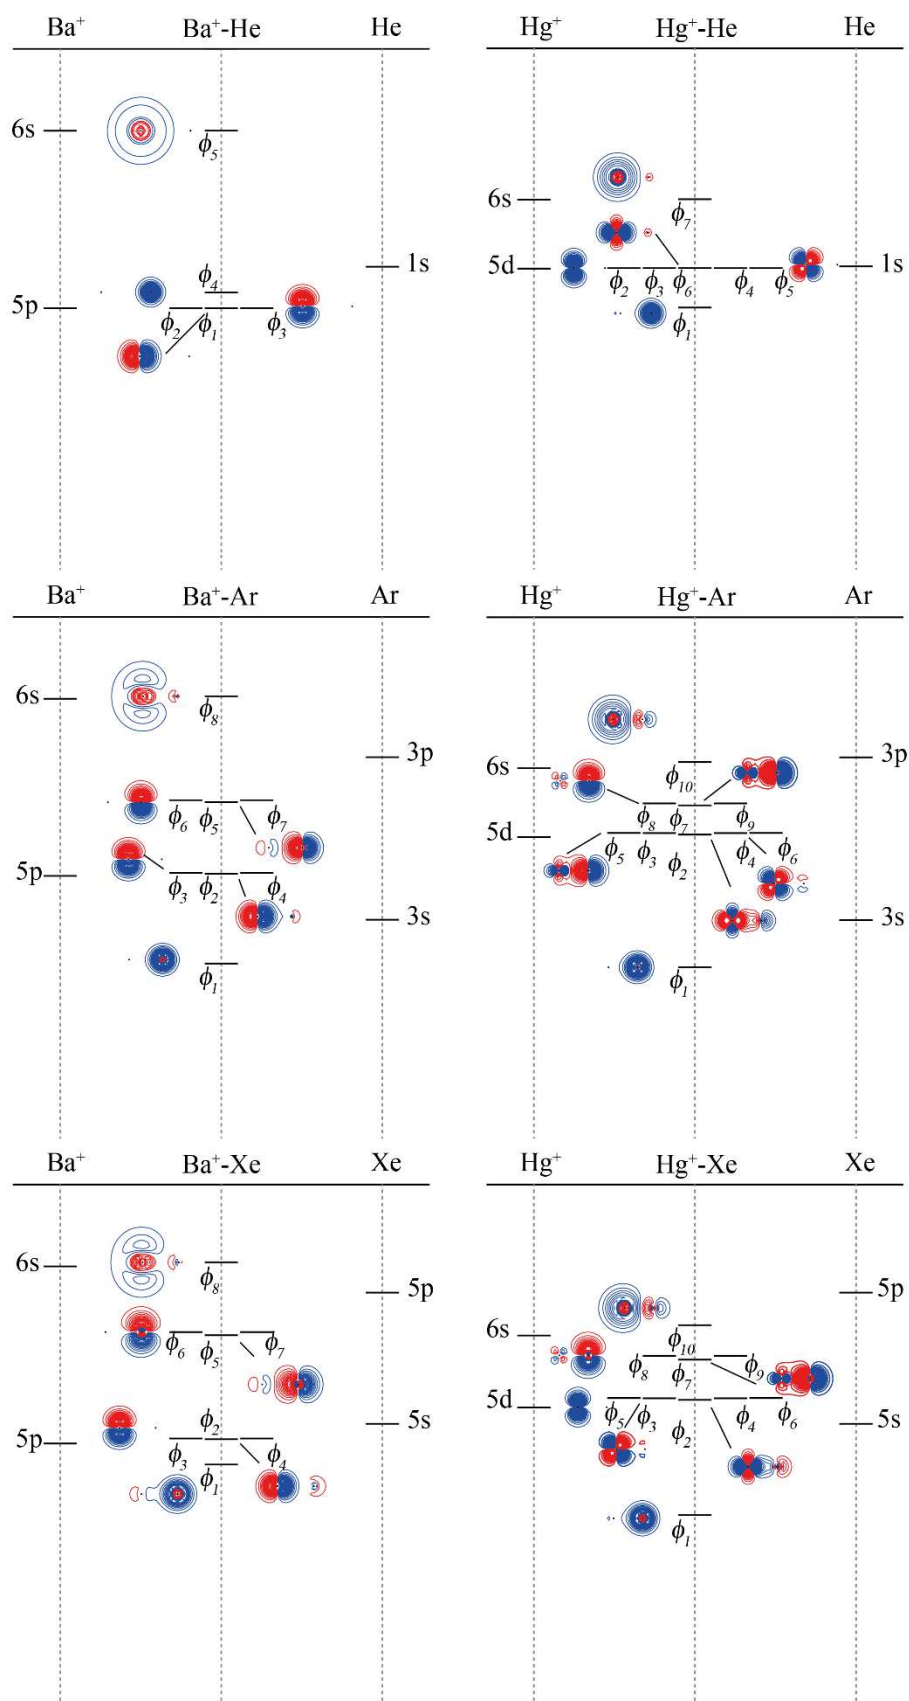 Ba⁺ Ba⁺-He He
6s
ϕ₅
1s
ϕ₄
5p
ϕ₂ ϕ₁ ϕ₃
Hg⁺ Hg⁺-He He
6s
ϕ₇
5d 1s
ϕ₂ ϕ₃ ϕ₆ ϕ₄ ϕ₅
ϕ₁
Ba⁺ Ba⁺-Ar Ar
6s
ϕ₈
3p
ϕ₆ ϕ₅ ϕ₇
5p
ϕ₃ ϕ₂ ϕ₄
3s
ϕ₁
Hg⁺ Hg⁺-Ar Ar
3p
6s
ϕ₁₀
ϕ₈ ϕ₇ ϕ₉
5d
ϕ₅ ϕ₃ ϕ₂ ϕ₄ ϕ₆
3s
ϕ₁
Ba⁺ Ba⁺-Xe Xe
6s
ϕ₈
5p
ϕ₆ ϕ₅ ϕ₇
5s
ϕ₂
5p
ϕ₃ ϕ₁ ϕ₄
Hg⁺ Hg⁺-Xe Xe
5p
6s
ϕ₁₀
ϕ₈ ϕ₇ ϕ₉
5d
ϕ₅ ϕ₃ ϕ₂ ϕ₄ ϕ₆
5s
ϕ₁